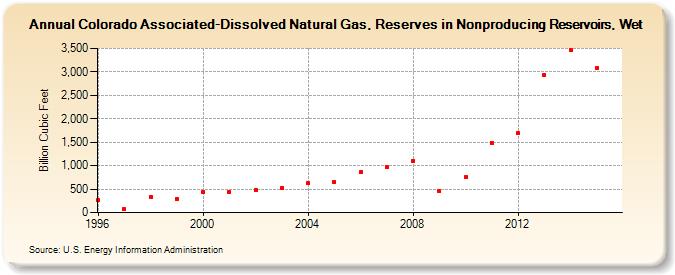 Annual Colorado Associated-Dissolved Natural Gas, Reserves in Nonproducing Reservoirs, Wet
Billion Cubic Feet
3,500
3,000
2,500
2,000
1,500
1,000
500
0
1996 2000 2004 2008 2012
Source: U.S. Energy Information Administration